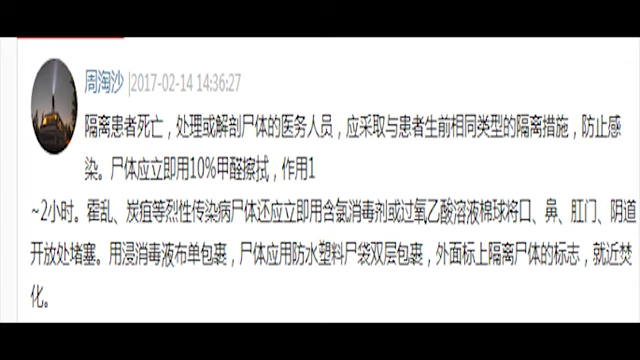 周淘沙 |2017-02-14 14:36:27
隔离患者死亡，处理或解剖尸体的医务人员，应采取与患者生前相同类型的隔离措施，防止感
染。尸体应立即用10%甲醛擦拭，作用1
~2小时。霍乱、炭疽等烈性传染病尸体还应立即用含氯消毒剂或过氧乙酸溶液棉球将口、鼻、肛门、阴道
开放处堵塞。用浸消毒液布单包裹，尸体应用防水塑料尸袋双层包裹，外面标上隔离尸体的标志，就近焚
化。